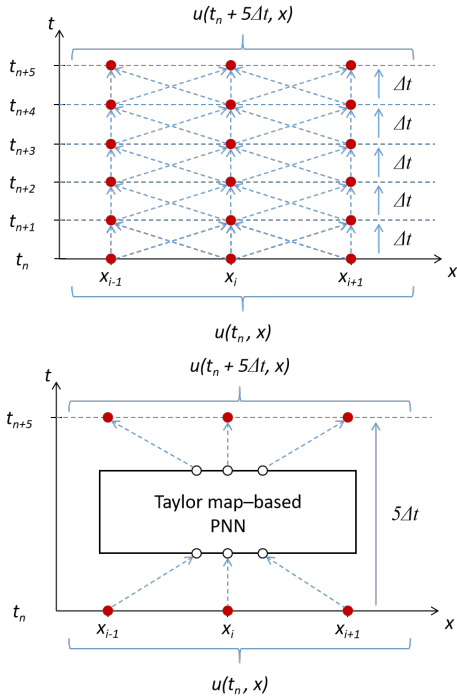 u(tₙ + 5Δt, x)
t
tₙ₊₅
Δt
tₙ₊₄
Δt
tₙ₊₃
Δt
tₙ₊₂
Δt
tₙ₊₁
Δt
tₙ
xᵢ₋₁ xᵢ xᵢ₊₁ x
u(tₙ, x)
u(tₙ + 5Δt, x)
t
tₙ₊₅
Taylor map–based
PNN
5Δt
tₙ
xᵢ₋₁ xᵢ xᵢ₊₁ x
u(tₙ, x)